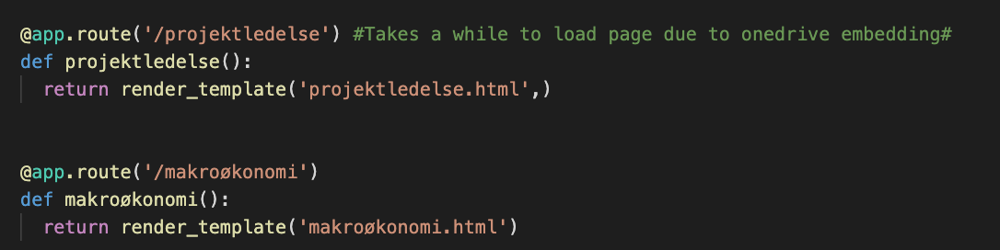 @app.route('/projektledelse') #Takes a while to load page due to onedrive embedding#
def projektledelse():
return render_template('projektledelse.html',)
@app.route('/makroøkonomi')
def makroøkonomi():
return render_template('makroøkonomi.html')